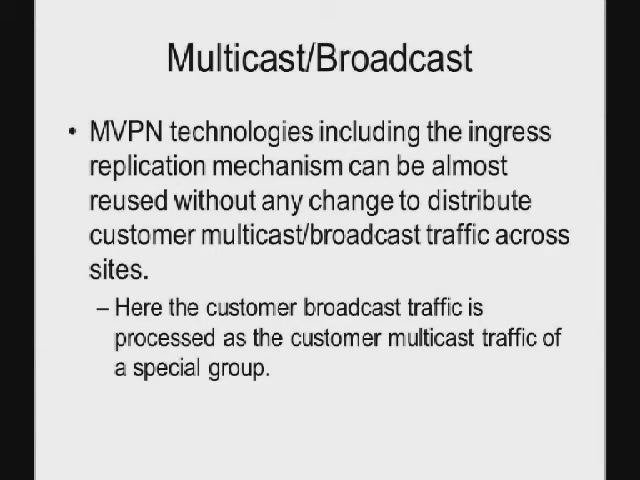 Multicast/Broadcast
• MVPN technologies including the ingress
replication mechanism can be almost
reused without any change to distribute
customer multicast/broadcast traffic across
sites.
– Here the customer broadcast traffic is
processed as the customer multicast traffic of
a special group.